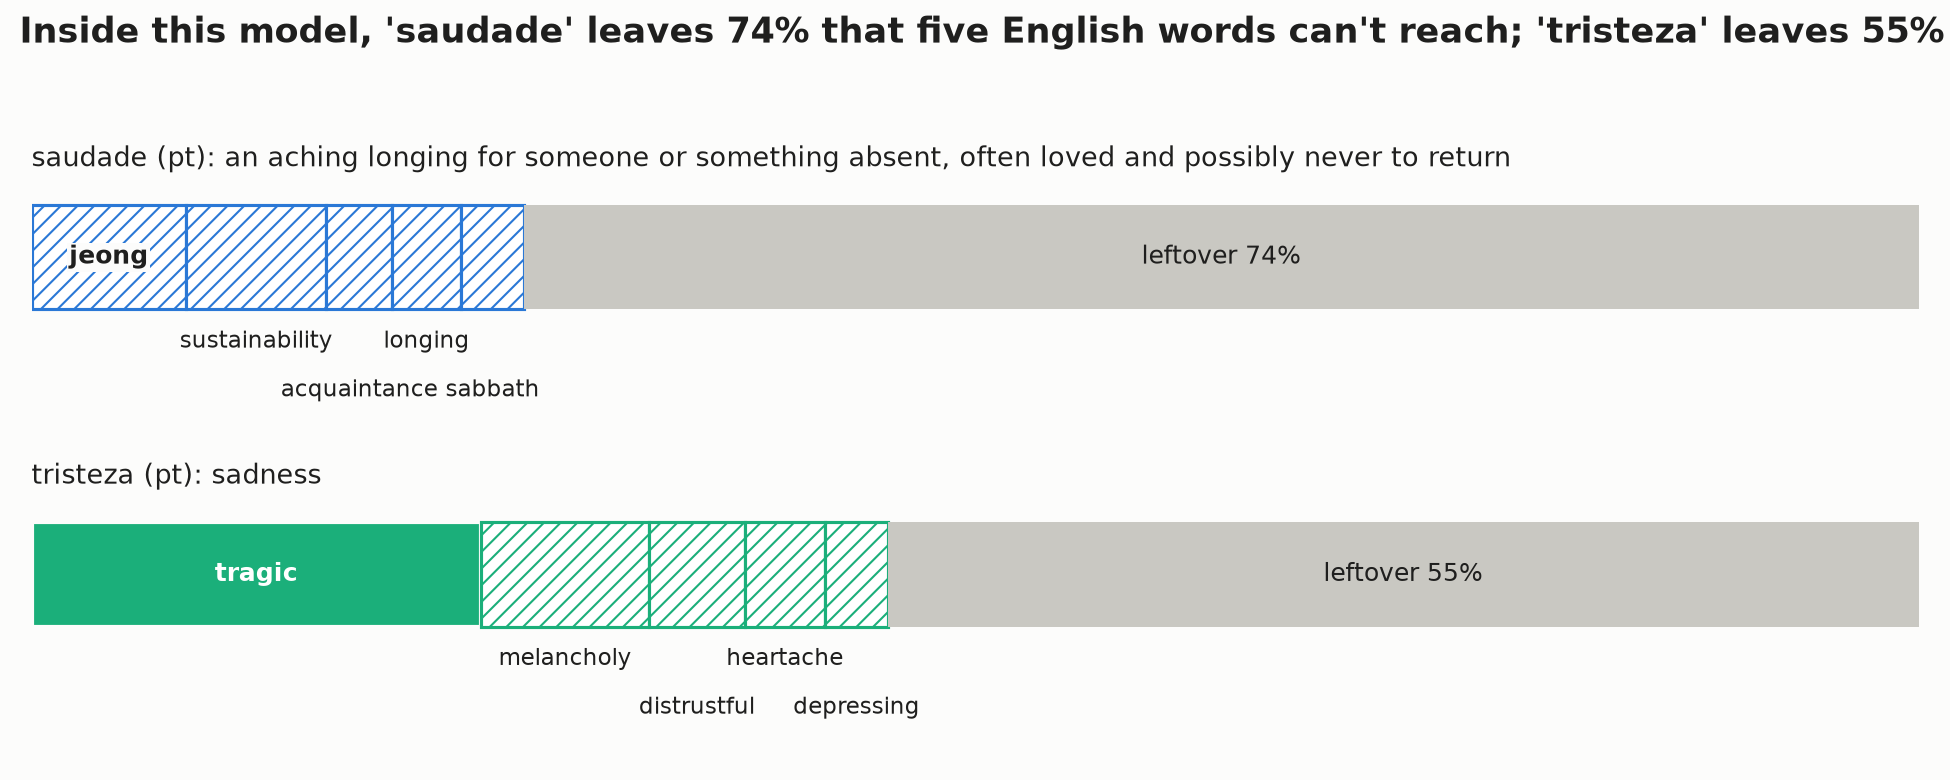 Inside this model, 'saudade' leaves 74% that five English words can't reach; 'tristeza' leaves 55%
saudade (pt): an aching longing for someone or something absent, often loved and possibly never to return
jeong
leftover 74%
sustainability longing
acquaintance sabbath
tristeza (pt): sadness
tragic
leftover 55%
melancholy heartache
distrustful depressing